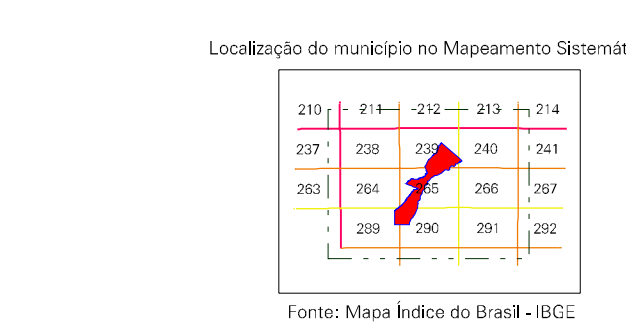 Localização do município no Mapeamento Sistemát
210 211 212 213 214
237 238 239 240 241
263 264 265 266 267
289 290 291 292
Fonte: Mapa Índice do Brasil - IBGE